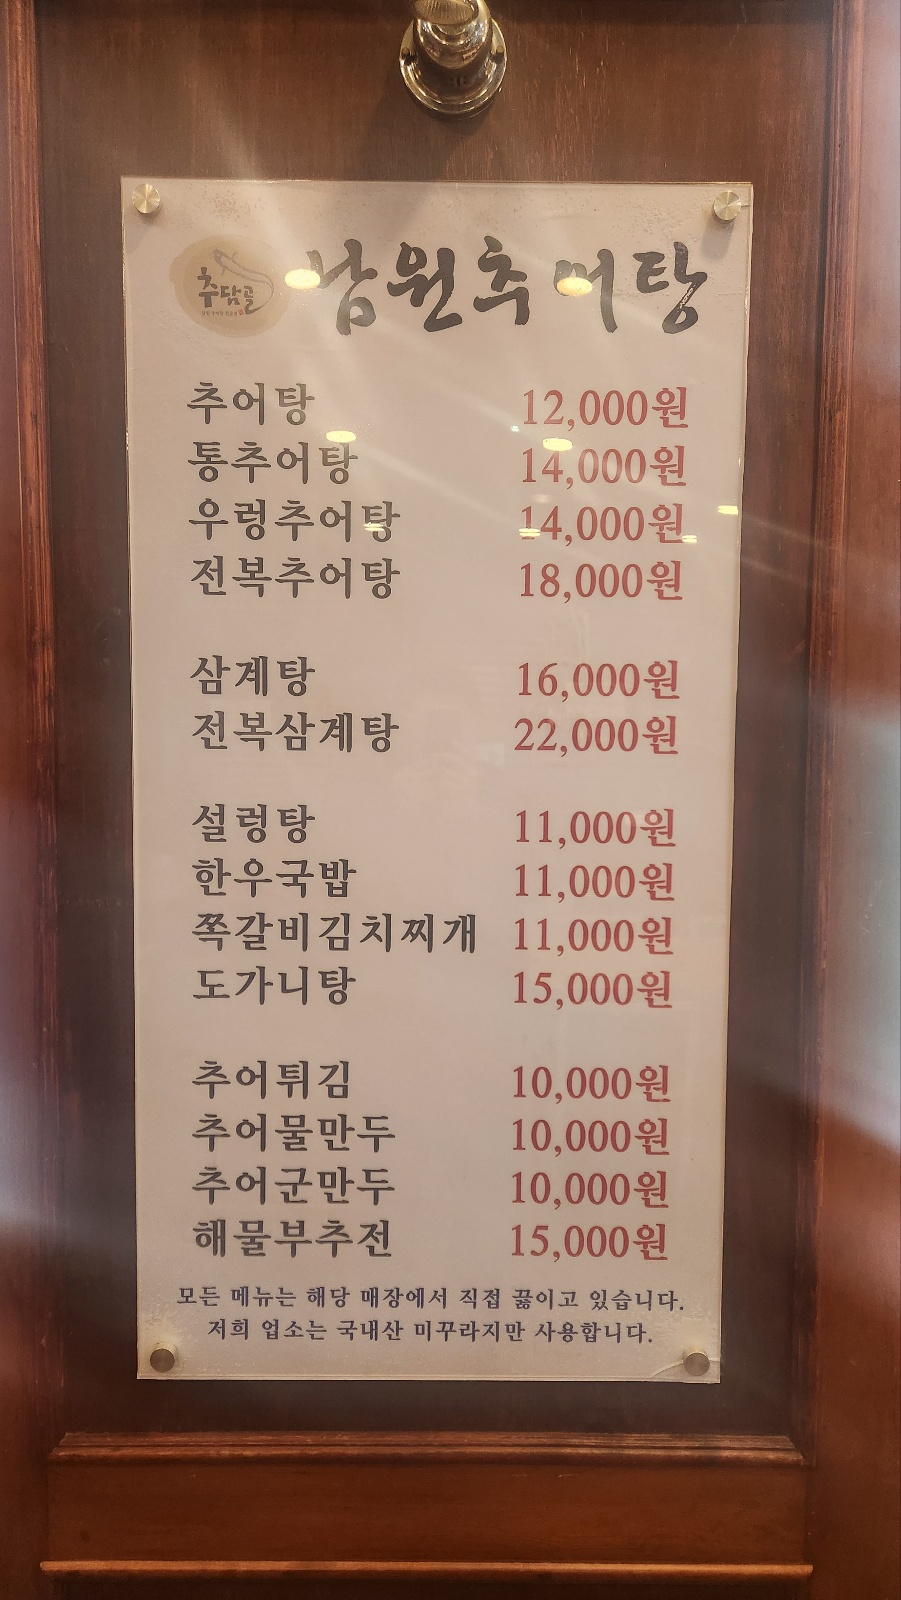 추담골
남원추어탕
추어탕 12,000원
통추어탕 14,000원
우렁추어탕 14,000원
전복추어탕 18,000원
삼계탕 16,000원
전복삼계탕 22,000원
설렁탕 11,000원
한우국밥 11,000원
쪽갈비김치찌개 11,000원
도가니탕 15,000원
추어튀김 10,000원
추어물만두 10,000원
추어군만두 10,000원
해물부추전 15,000원
모든 메뉴는 해당 매장에서 직접 끓이고 있습니다.
저희 업소는 국내산 미꾸라지만 사용합니다.